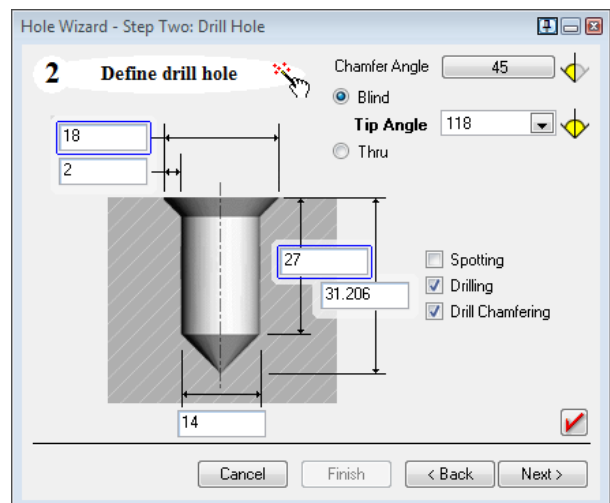 Hole Wizard - Step Two: Drill Hole
2 Define drill hole
Chamfer Angle 45
Blind
Tip Angle 118
Thru
18
2
27
31.206
Spotting
Drilling
Drill Chamfering
14
Cancel Finish < Back Next >